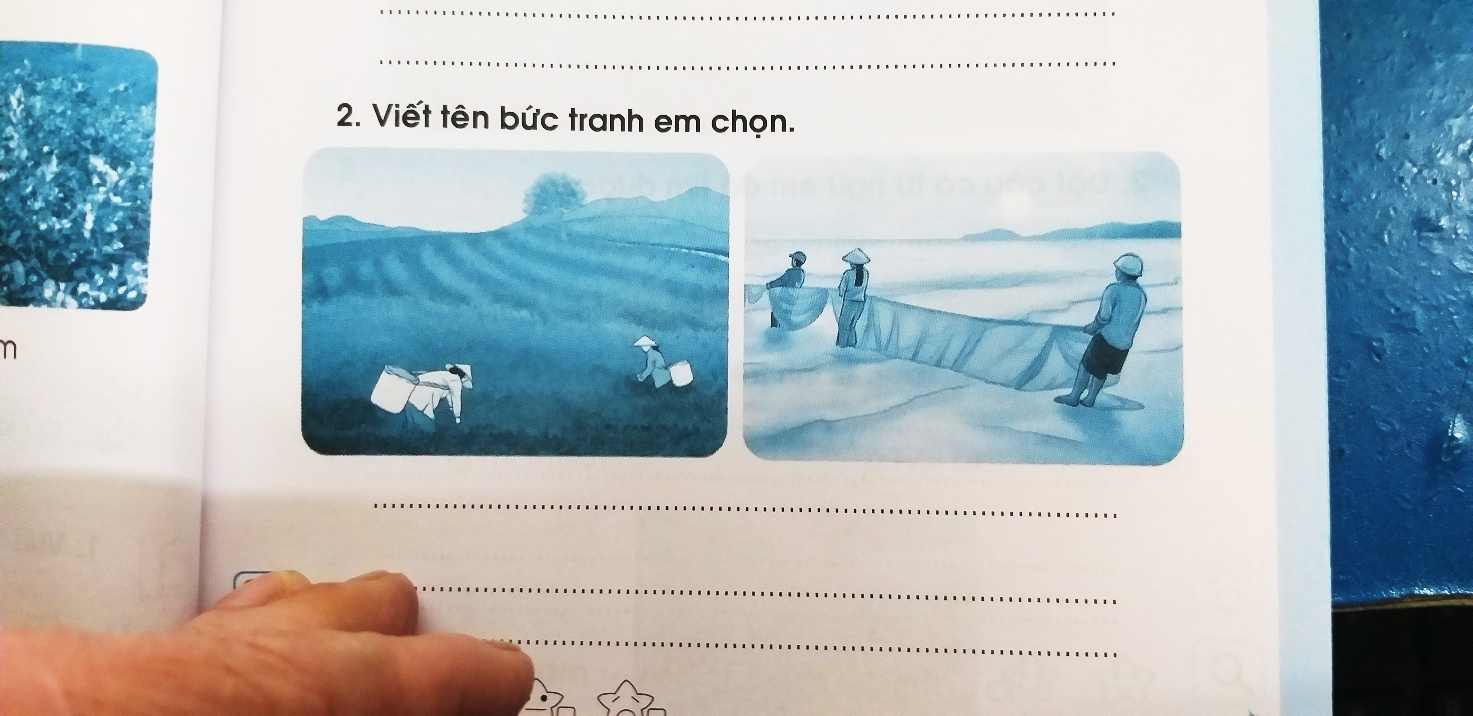 2. Viết tên bức tranh em chọn.
m